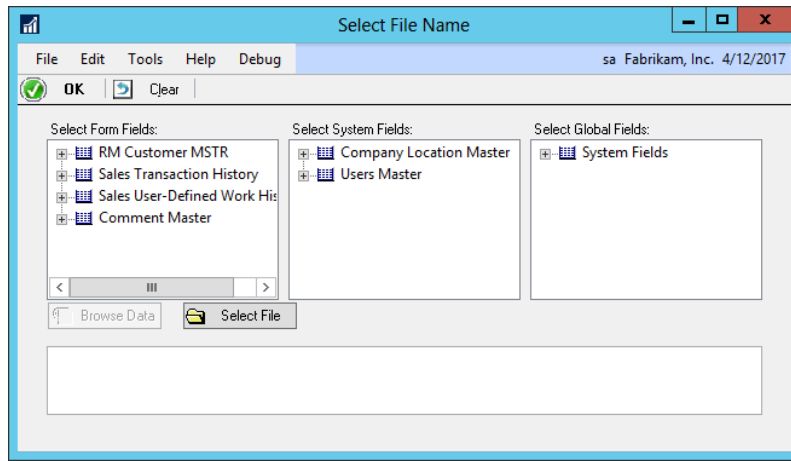 Select File Name
File Edit Tools Help Debug
sa Fabrikam, Inc. 4/12/2017
OK Clear
Select Form Fields:
RM Customer MSTR
Sales Transaction History
Sales User-Defined Work His
Comment Master
Select System Fields:
Company Location Master
Users Master
Select Global Fields:
System Fields
Browse Data Select File